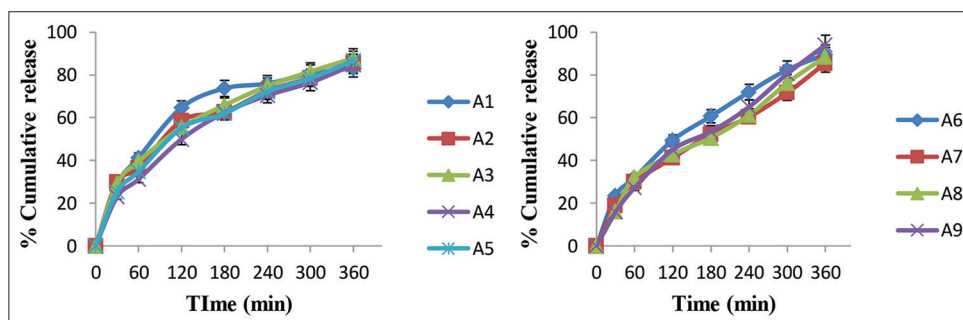 % Cumulative release
100
80
60
40
20
0
0 60 120 180 240 300 360
TIme (min)
A1
A2
A3
A4
A5
% Cumulative release
100
80
60
40
20
0
0 60 120 180 240 300 360
Time (min)
A6
A7
A8
A9